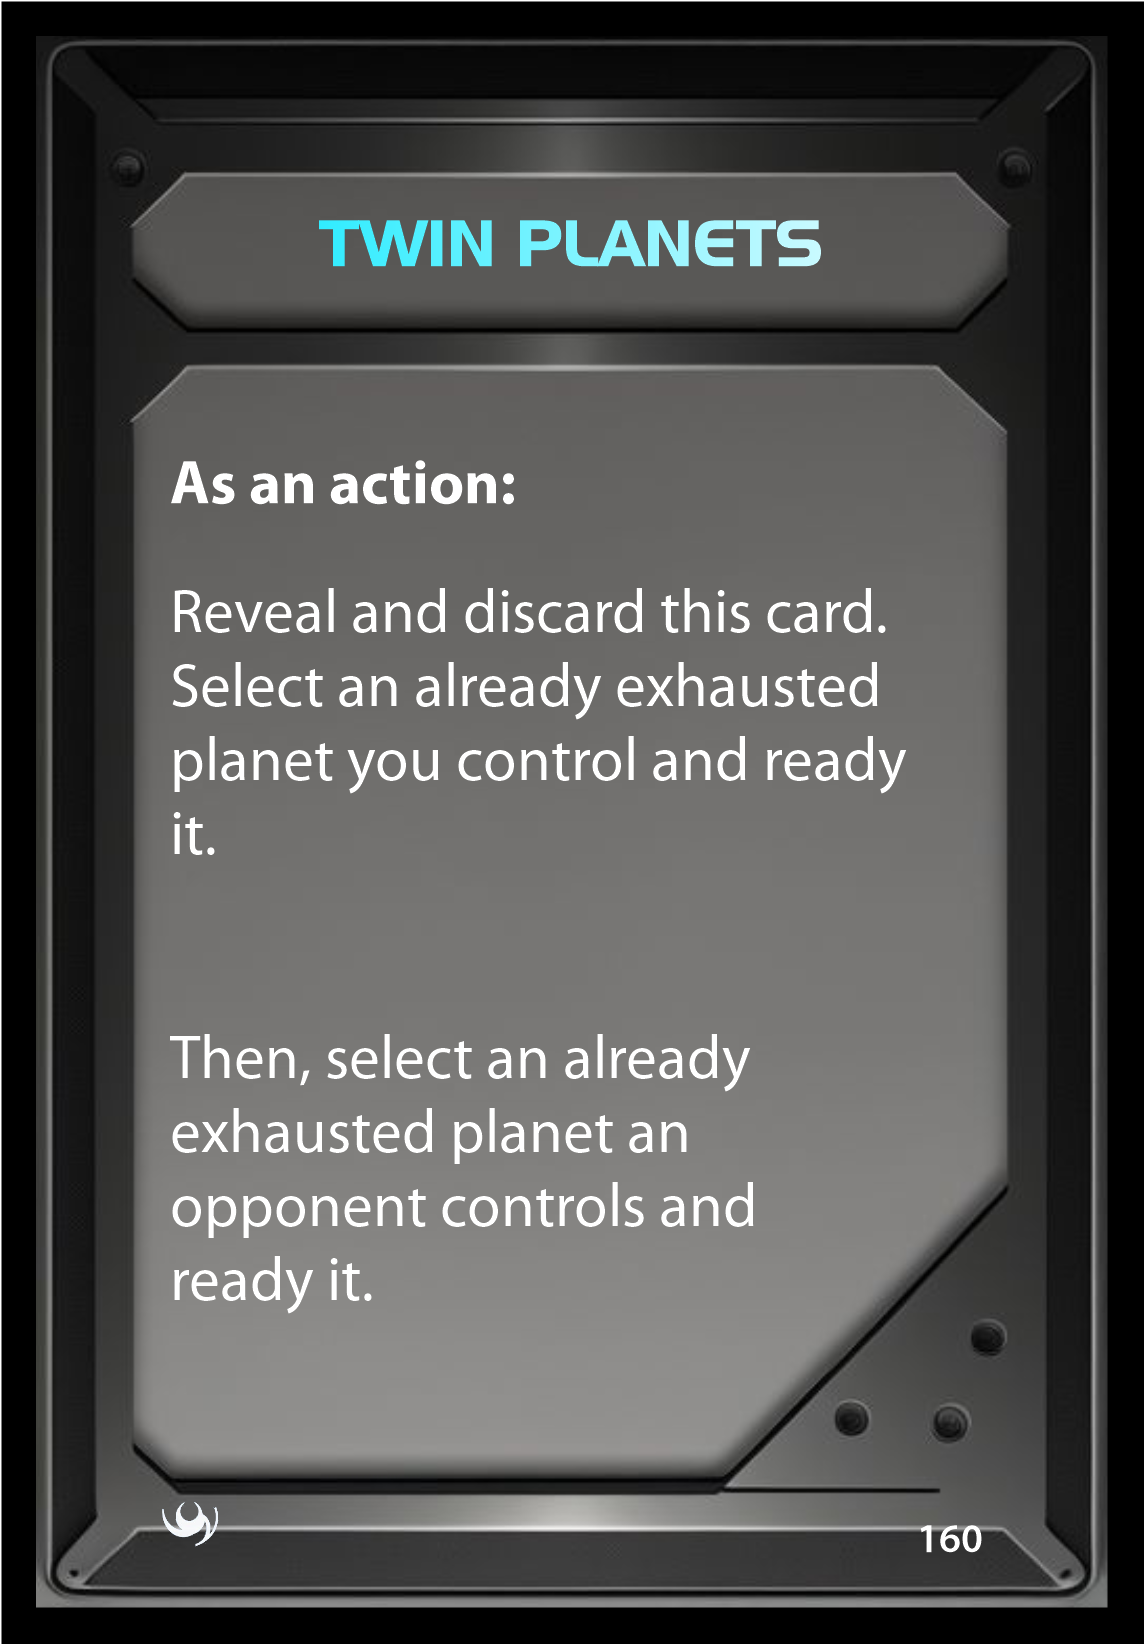 TWIN PLANETS
As an action:
Reveal and discard this card.
Select an already exhausted
planet you control and ready
it.
Then, select an already
exhausted planet an
opponent controls and
ready it.
160